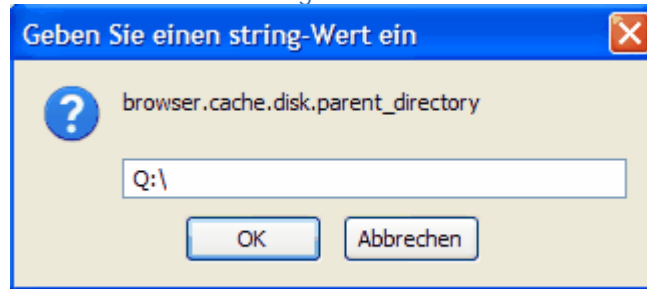 Geben Sie einen string-Wert ein
browser.cache.disk.parent_directory
Q:\
OK
Abbrechen